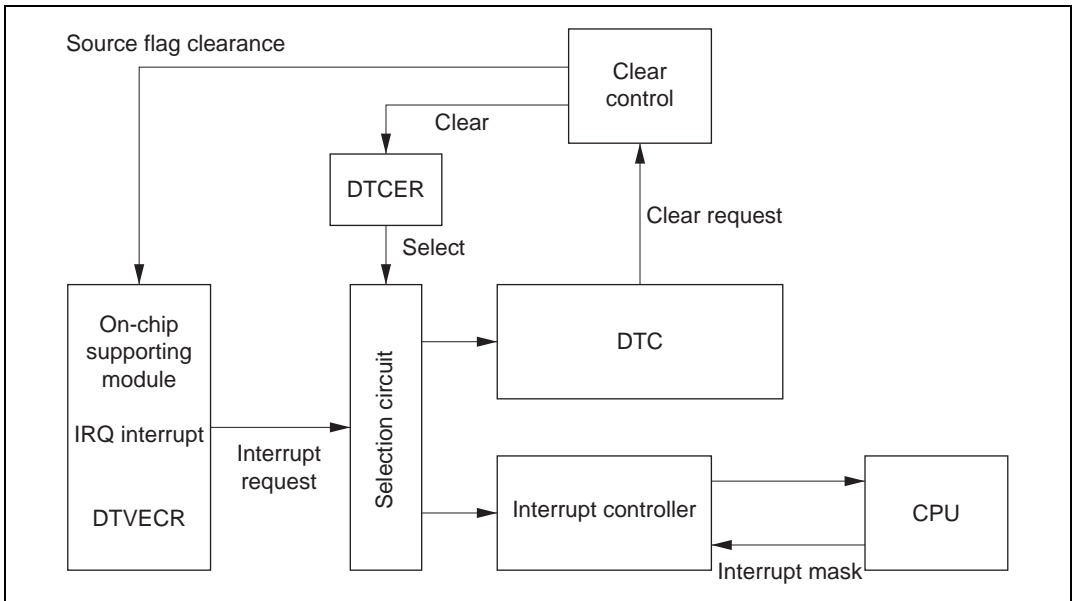 Source flag clearance
Clear
control
Clear
DTCER
Clear request
Select
On-chip
supporting
module
IRQ interrupt
DTVECR
Interrupt
request
Selection circuit
DTC
Interrupt controller
CPU
Interrupt mask